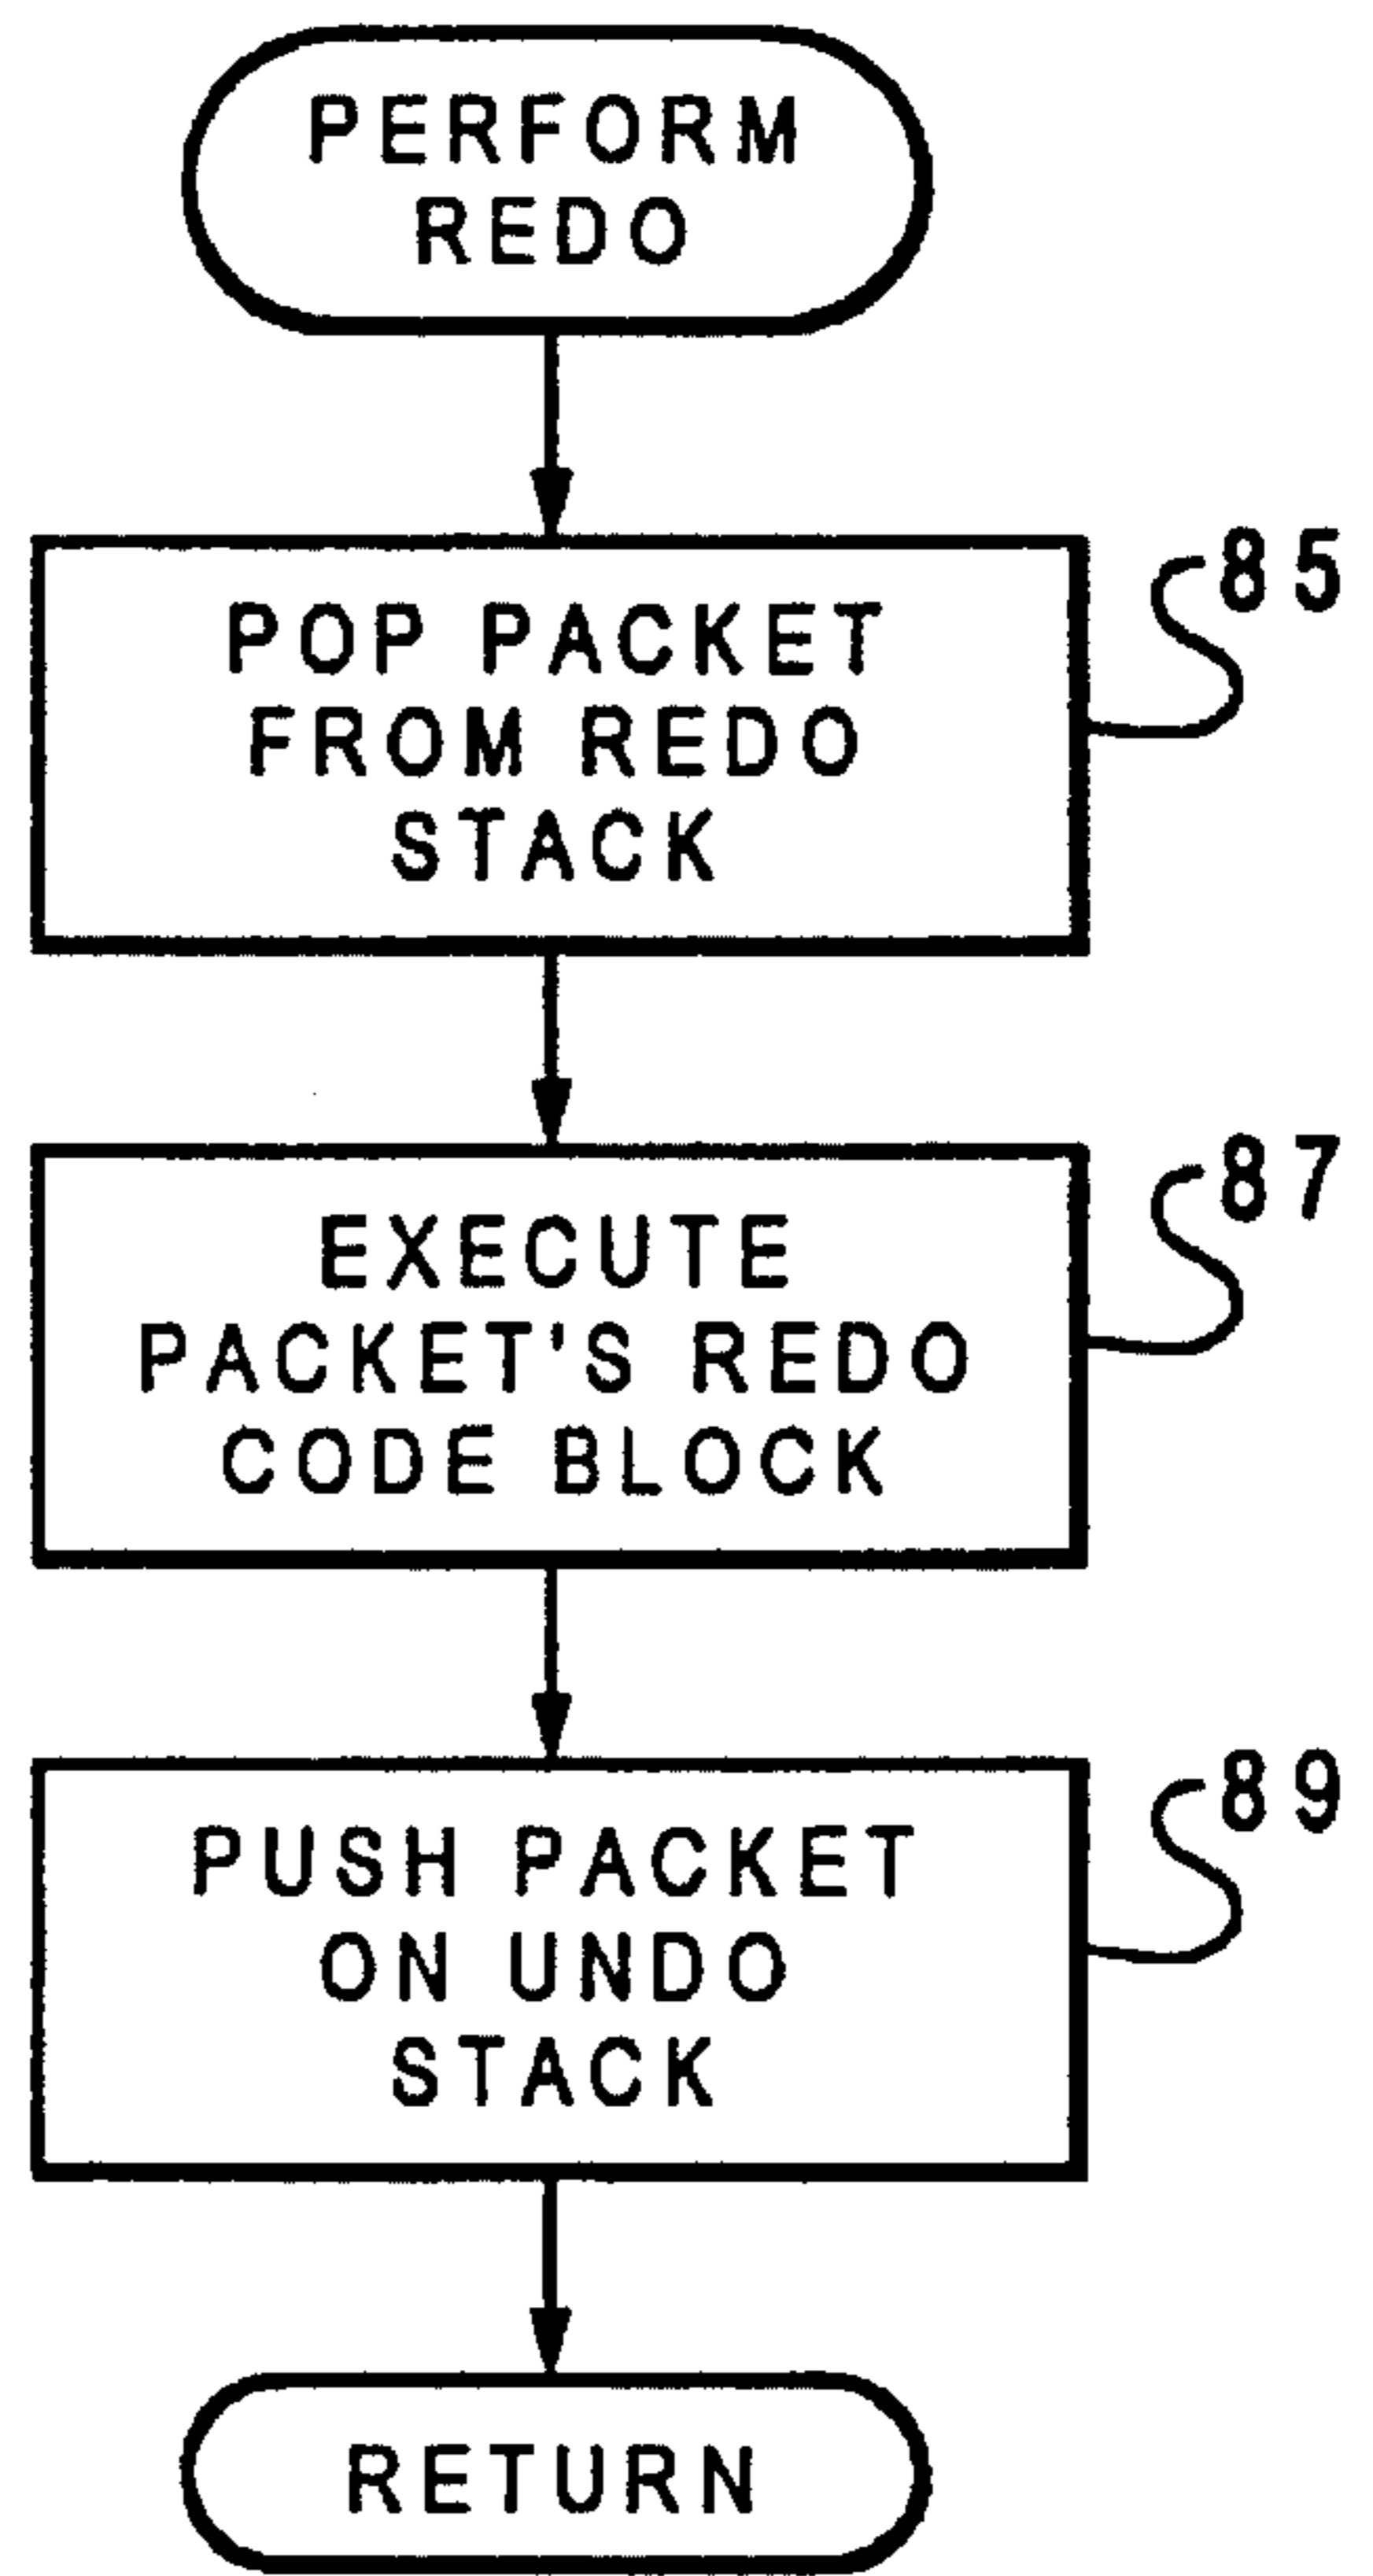 PERFORM
REDO
85
POP PACKET
FROM REDO
STACK
87
EXECUTE
PACKET'S REDO
CODE BLOCK
89
PUSH PACKET
ON UNDO
STACK
RETURN